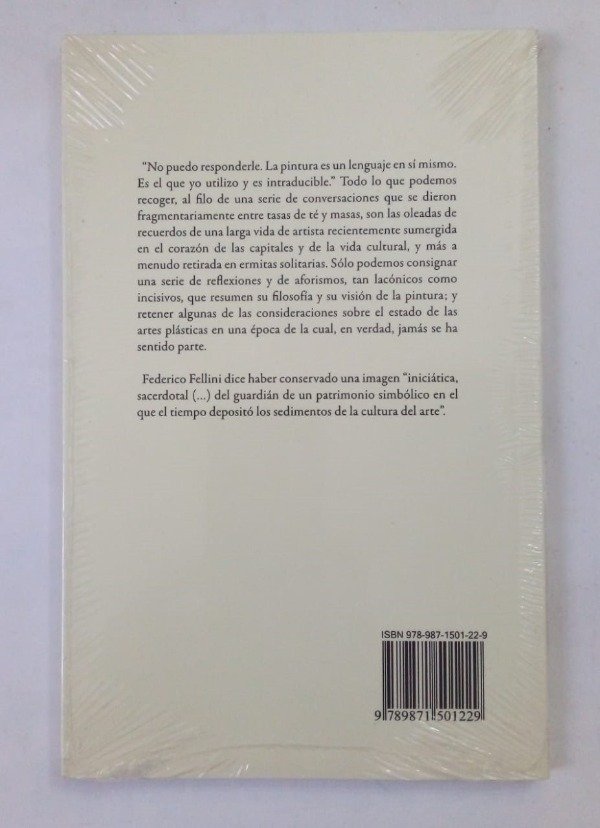 “No puedo responderle. La pintura es un lenguaje en sí mismo.
Es el que yo utilizo y es intraducible.” Todo lo que podemos
recoger, al filo de una serie de conversaciones que se dieron
fragmentariamente entre tasas de té y masas, son las oleadas de
recuerdos de una larga vida de artista recientemente sumergida
en el corazón de las capitales y de la vida cultural, y más a
menudo retirada en ermitas solitarias. Sólo podemos consignar
una serie de reflexiones y de aforismos, tan lacónicos como
incisivos, que resumen su filosofía y su visión de la pintura; y
retener algunas de las consideraciones sobre el estado de las
artes plásticas en una época de la cual, en verdad, jamás se ha
sentido parte.
Federico Fellini dice haber conservado una imagen “iniciática,
sacerdotal (...) del guardián de un patrimonio simbólico en el
que el tiempo depositó los sedimentos de la cultura del arte”.
ISBN 978-987-1501-22-9
9 789871 501229